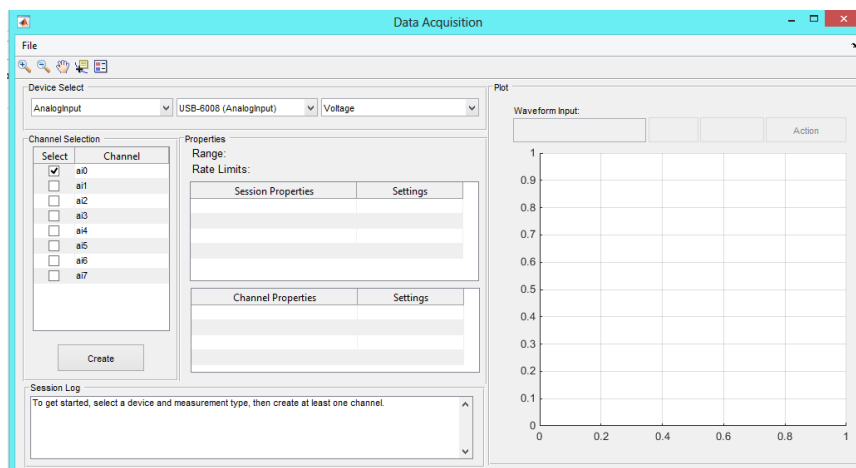 Data Acquisition
File
Device Select
AnalogInput
USB-6008 (AnalogInput)
Voltage
Channel Selection
Select Channel
ai0
ai1
ai2
ai3
ai4
ai5
ai6
ai7
Create
Properties
Range:
Rate Limits:
Session Properties Settings
Channel Properties Settings
Session Log
To get started, select a device and measurement type, then create at least one channel.
Plot
Waveform Input:
Action
1
0.9
0.8
0.7
0.6
0.5
0.4
0.3
0.2
0.1
0
0 0.2 0.4 0.6 0.8 1